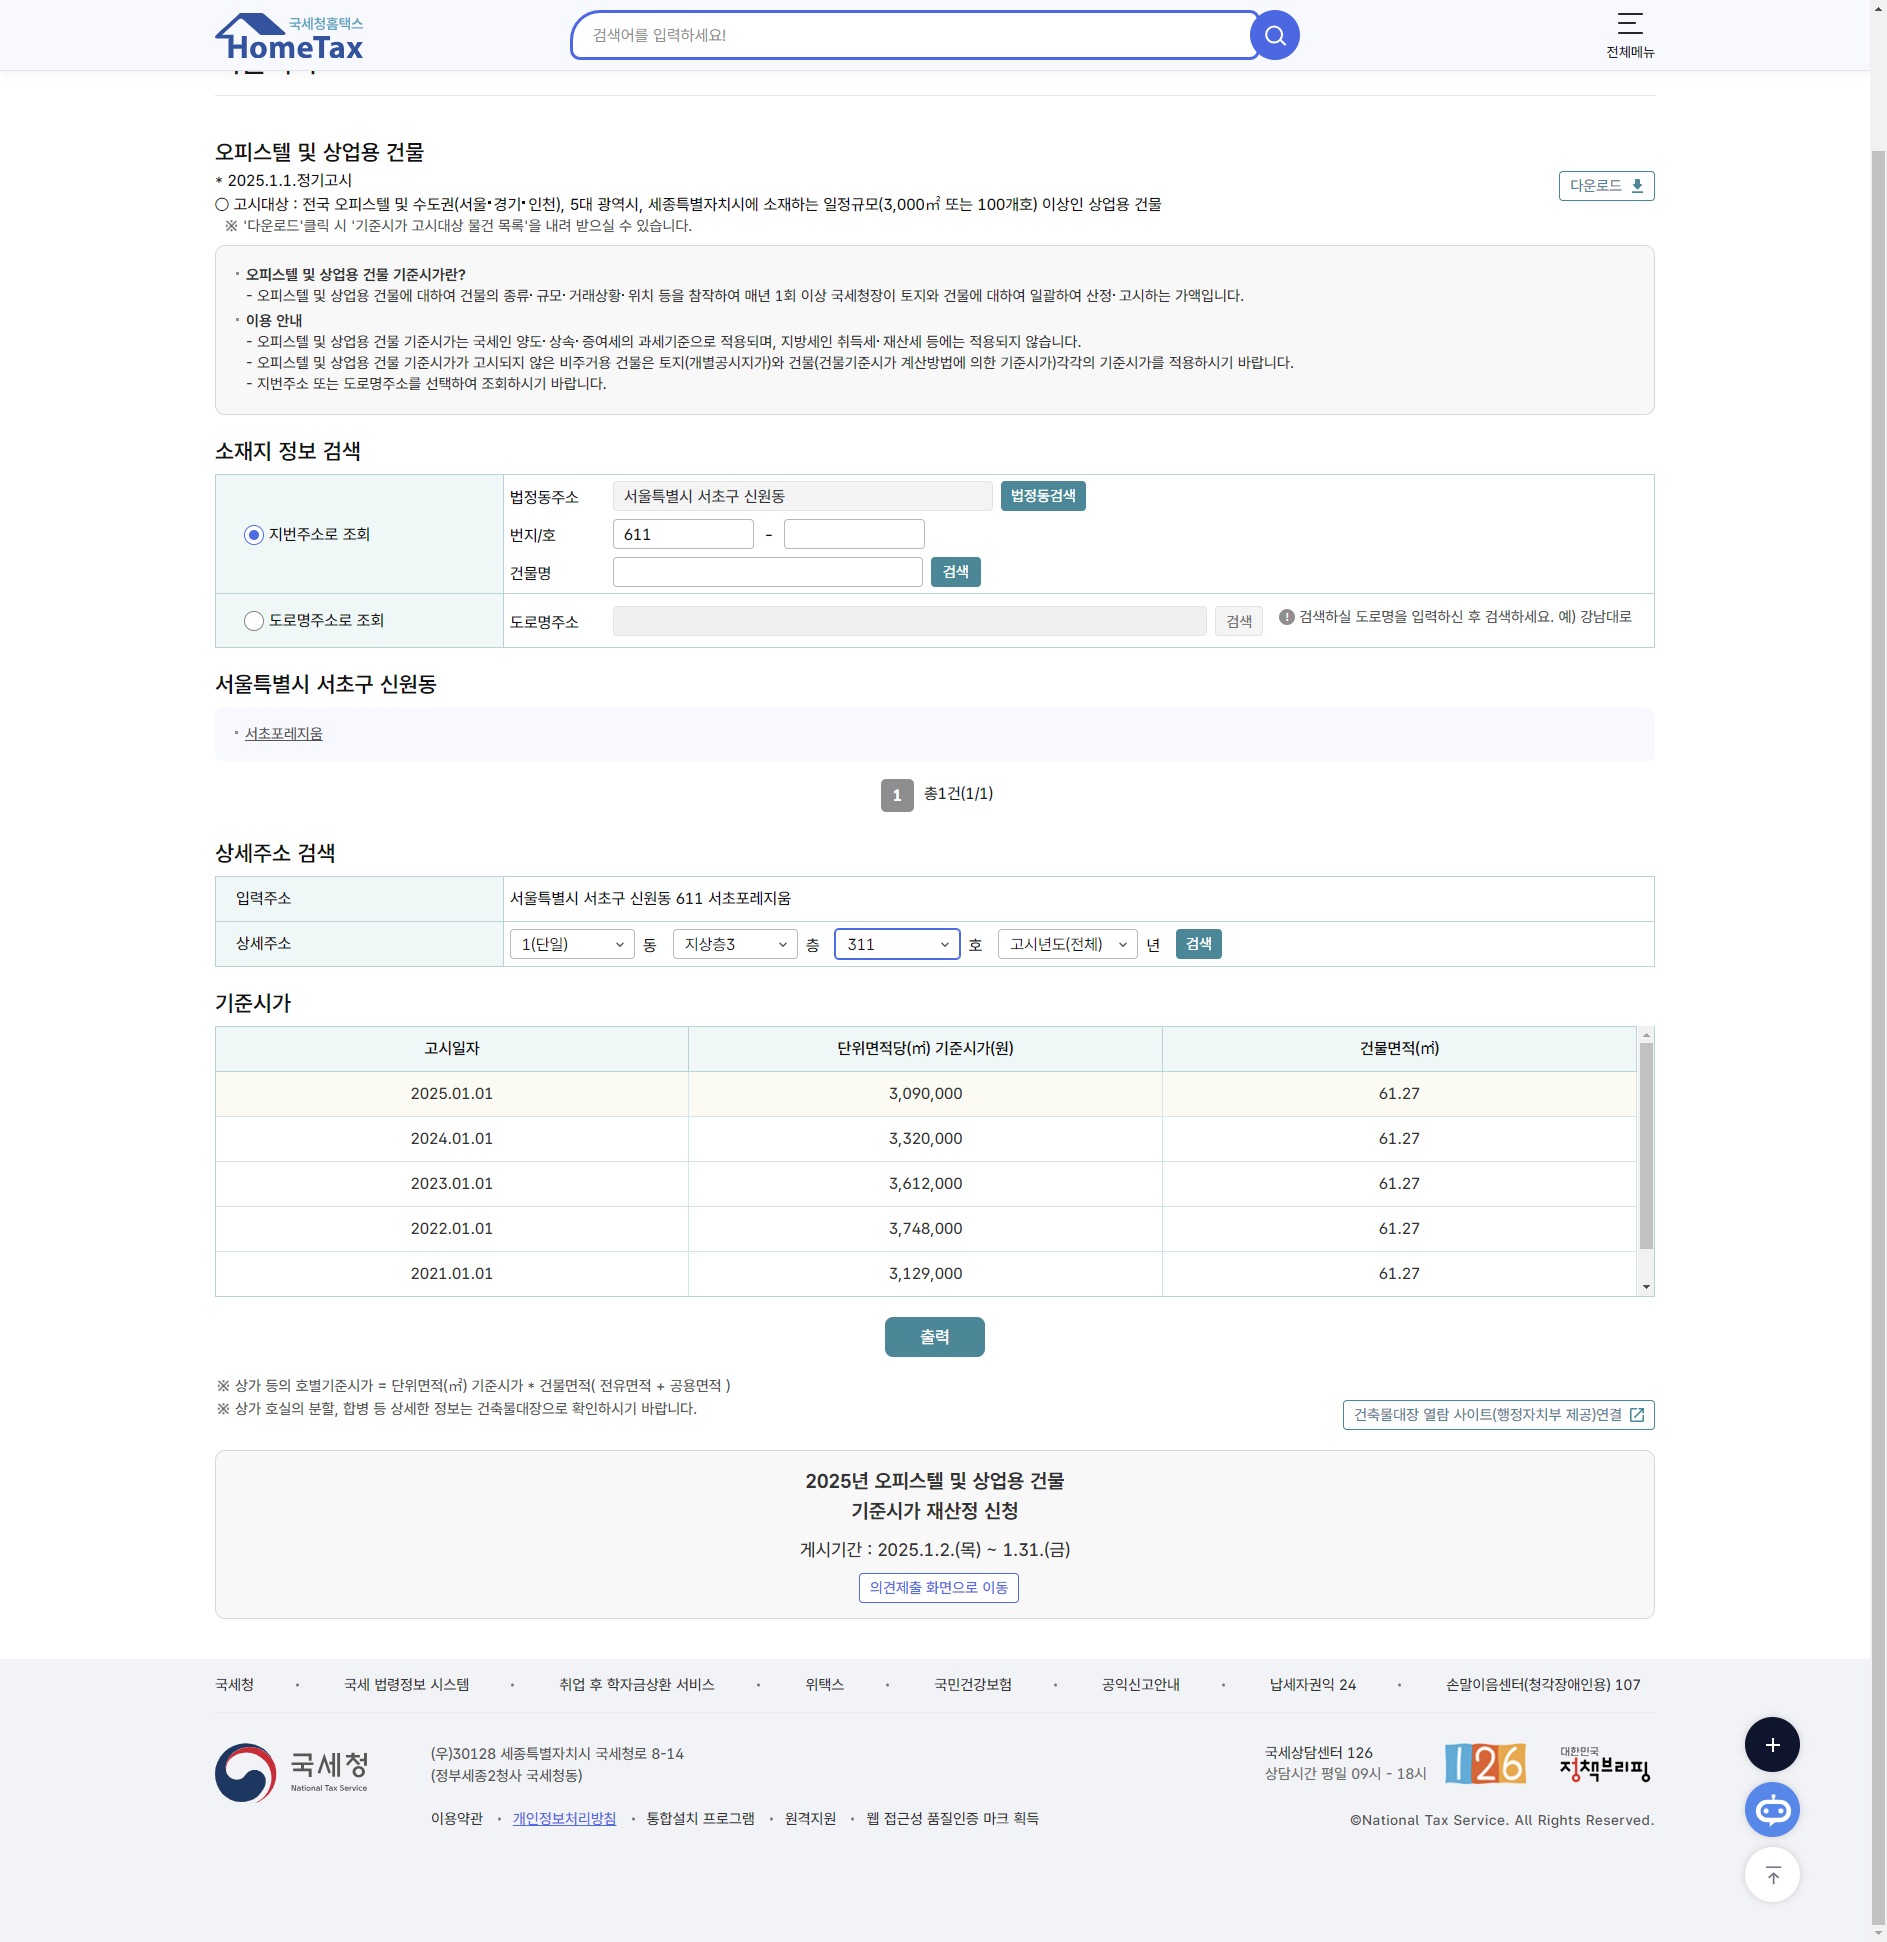 국세청홈택스
HomeTax
검색어를 입력하세요!
전체메뉴
오피스텔 및 상업용 건물
* 2025.1.1.정기고시
다운로드
○ 고시대상 : 전국 오피스텔 및 수도권(서울·경기·인천), 5대 광역시, 세종특별자치시에 소재하는 일정규모(3,000㎡ 또는 100개호) 이상인 상업용 건물
※ '다운로드'클릭 시 '기준시가 고시대상 물건 목록'을 내려 받으실 수 있습니다.
· 오피스텔 및 상업용 건물 기준시가란?
- 오피스텔 및 상업용 건물에 대하여 건물의 종류·규모·거래상황·위치 등을 참작하여 매년 1회 이상 국세청장이 토지와 건물에 대하여 일괄하여 산정·고시하는 가액입니다.
· 이용 안내
- 오피스텔 및 상업용 건물 기준시가는 국세인 양도·상속·증여세의 과세기준으로 적용되며, 지방세인 취득세·재산세 등에는 적용되지 않습니다.
- 오피스텔 및 상업용 건물 기준시가가 고시되지 않은 비주거용 건물은 토지(개별공시지가)와 건물(건물기준시가 계산방법에 의한 기준시가)각각의 기준시가를 적용하시기 바랍니다.
- 지번주소 또는 도로명주소를 선택하여 조회하시기 바랍니다.
소재지 정보 검색
지번주소로 조회
법정동주소 서울특별시 서초구 신원동 법정동검색
번지/호 611 -
건물명 검색
도로명주소로 조회 도로명주소 검색 검색하실 도로명을 입력하신 후 검색하세요. 예) 강남대로
서울특별시 서초구 신원동
· 서초포레지움
1 총1건(1/1)
상세주소 검색
입력주소 서울특별시 서초구 신원동 611 서초포레지움
상세주소 1(단일) 동 지상층3 층 311 호 고시년도(전체) 년 검색
기준시가
고시일자 단위면적당(㎡) 기준시가(원) 건물면적(㎡)
2025.01.01 3,090,000 61.27
2024.01.01 3,320,000 61.27
2023.01.01 3,612,000 61.27
2022.01.01 3,748,000 61.27
2021.01.01 3,129,000 61.27
출력
※ 상가 등의 호별기준시가 = 단위면적(㎡) 기준시가 * 건물면적( 전유면적 + 공용면적 )
※ 상가 호실의 분할, 합병 등 상세한 정보는 건축물대장으로 확인하시기 바랍니다.
건축물대장 열람 사이트(행정자치부 제공)연결
2025년 오피스텔 및 상업용 건물
기준시가 재산정 신청
게시기간 : 2025.1.2.(목) ~ 1.31.(금)
의견제출 화면으로 이동
국세청 · 국세 법령정보 시스템 · 취업 후 학자금상환 서비스 · 위택스 · 국민건강보험 · 공익신고안내 · 납세자권익 24 · 손말이음센터(청각장애인용) 107
국세청
National Tax Service
(우)30128 세종특별자치시 국세청로 8-14
(정부세종2청사 국세청동)
국세상담센터 126
상담시간 평일 09시 - 18시
126
대한민국
정책브리핑
이용약관 · 개인정보처리방침 · 통합설치 프로그램 · 원격지원 · 웹 접근성 품질인증 마크 획득
©National Tax Service. All Rights Reserved.